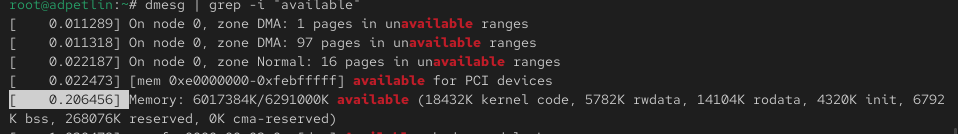 root@adpetlin:~# dmesg | grep -i "available"
[    0.011289] On node 0, zone DMA: 1 pages in unavailable ranges
[    0.011318] On node 0, zone DMA: 97 pages in unavailable ranges
[    0.022187] On node 0, zone Normal: 16 pages in unavailable ranges
[    0.022473] [mem 0xe0000000-0xfebfffff] available for PCI devices
[    0.206456] Memory: 6017384K/6291000K available (18432K kernel code, 5782K rwdata, 14104K rodata, 4320K init, 6792
K bss, 268076K reserved, 0K cma-reserved)